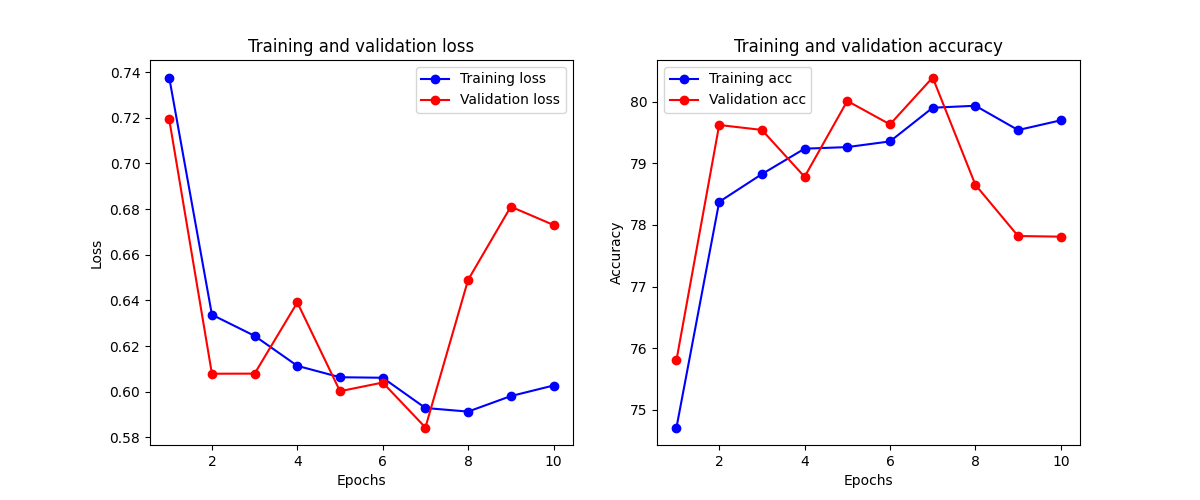 Training and validation loss
Training loss
Validation loss
0.74
0.72
0.70
0.68
0.66
0.64
0.62
0.60
0.58
Loss
2
4
6
8
10
Epochs
Training and validation accuracy
Training acc
Validation acc
80
79
78
77
76
75
Accuracy
2
4
6
8
10
Epochs